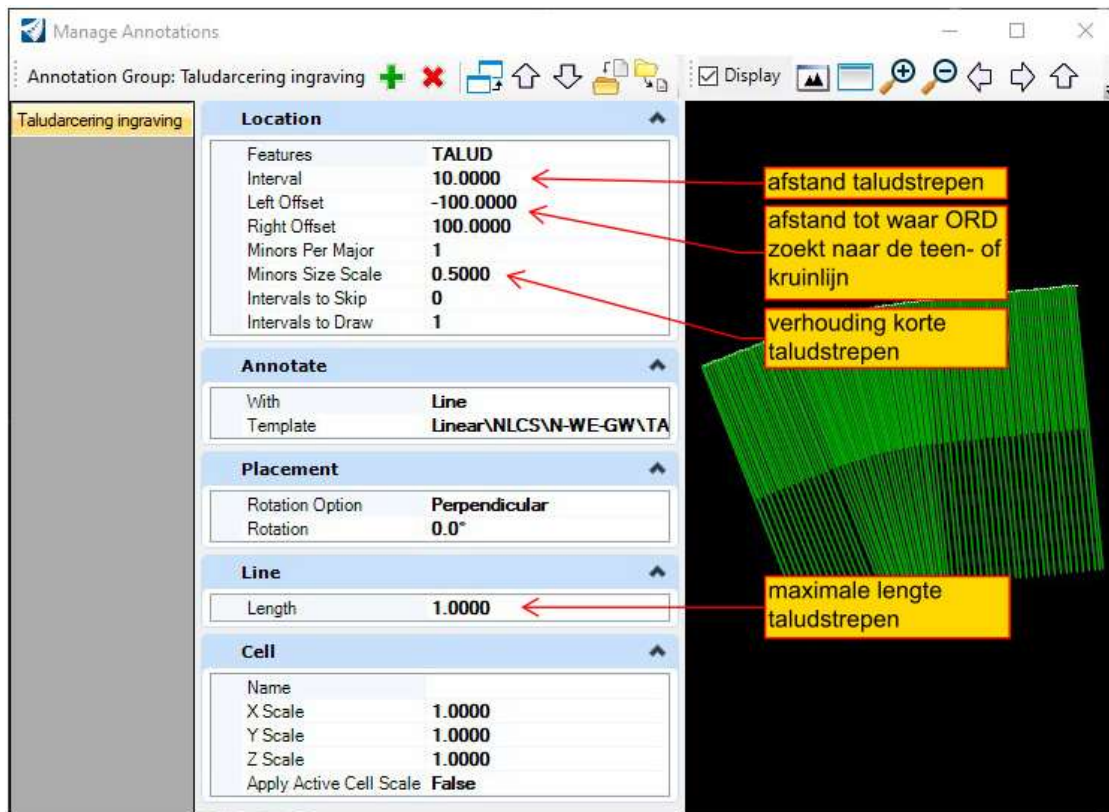 Manage Annotations
Annotation Group: Taludarcering ingraving
Display
Taludarcering ingraving
Location
Features TALUD
Interval 10.0000
Left Offset -100.0000
Right Offset 100.0000
Minors Per Major 1
Minors Size Scale 0.5000
Intervals to Skip 0
Intervals to Draw 1
Annotate
With Line
Template Linear\NLCS\N-WE-GW\TA
Placement
Rotation Option Perpendicular
Rotation 0.0°
Line
Length 1.0000
Cell
Name
X Scale 1.0000
Y Scale 1.0000
Z Scale 1.0000
Apply Active Cell Scale False
afstand taludstrepen
afstand tot waar ORD
zoekt naar de teen- of
kruinlijn
verhouding korte
taludstrepen
maximale lengte
taludstrepen